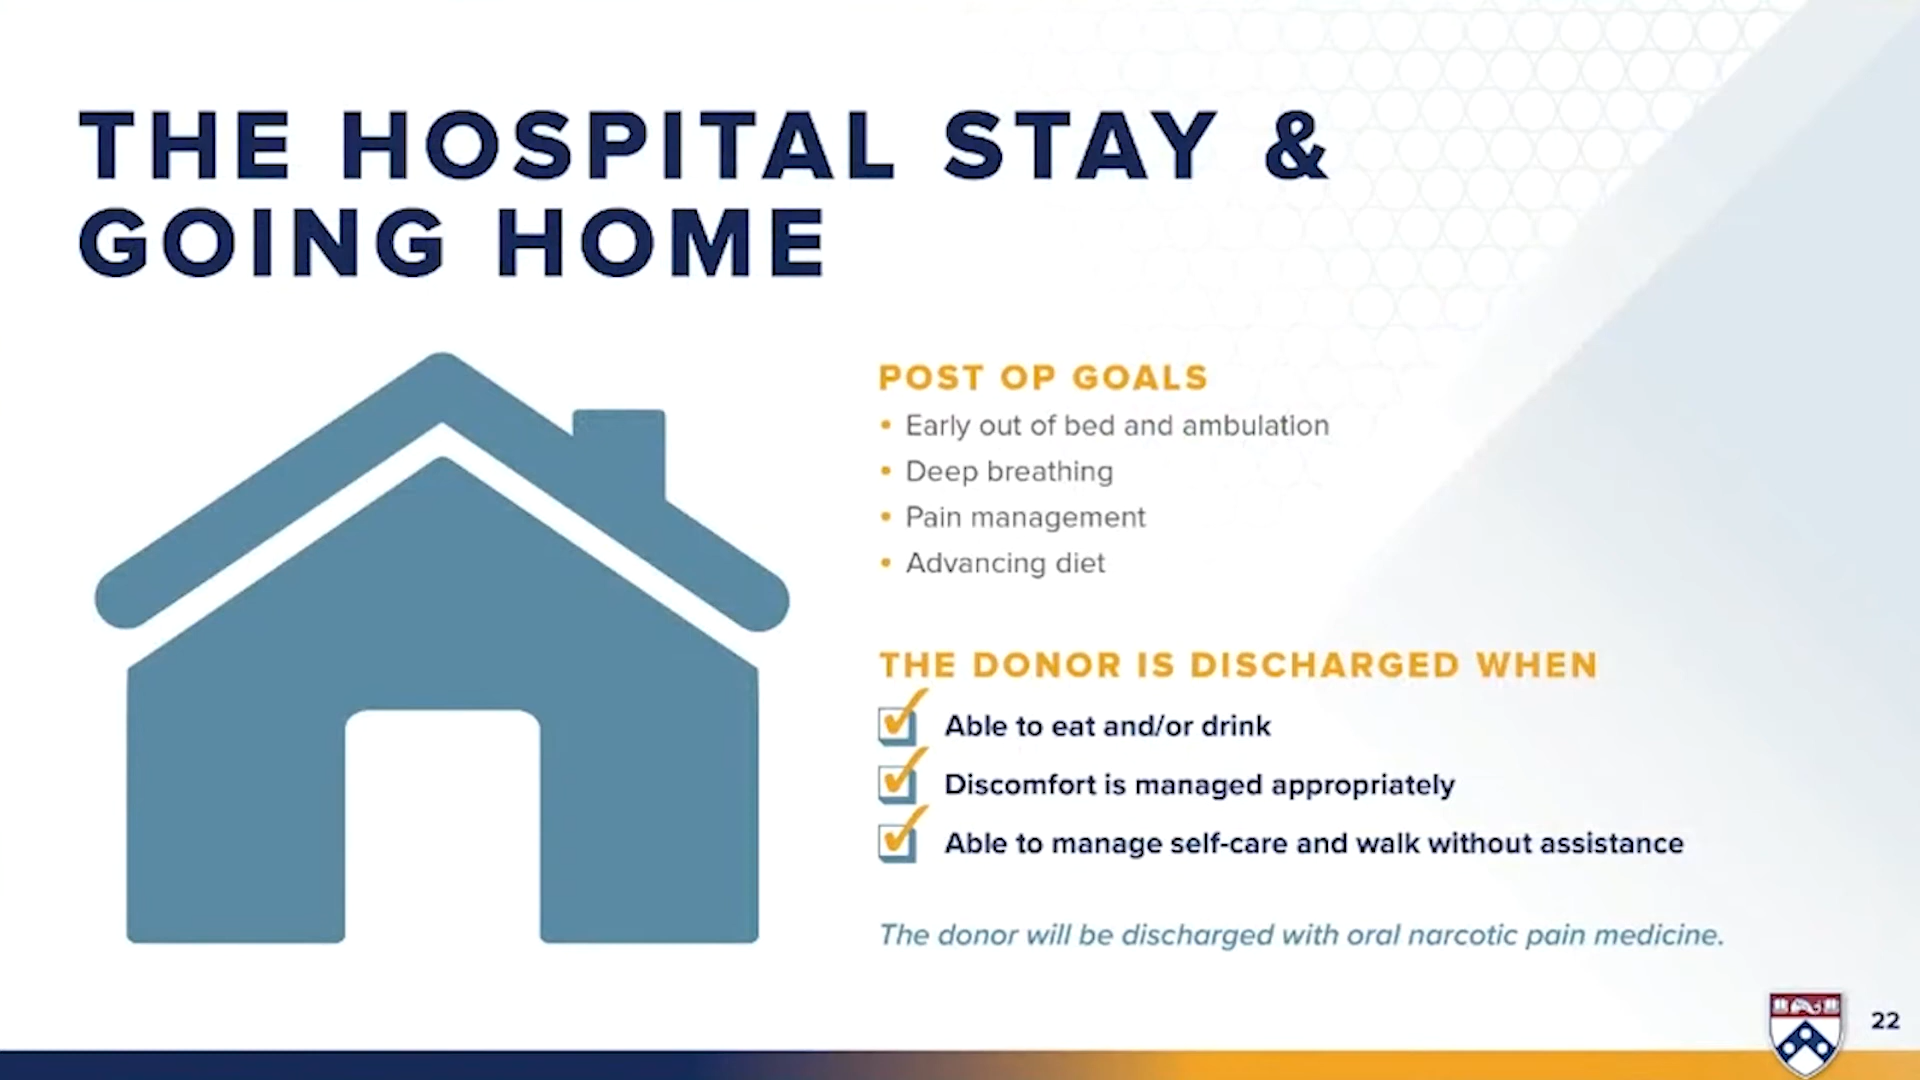 THE HOSPITAL STAY &
GOING HOME
POST OP GOALS
• Early out of bed and ambulation
• Deep breathing
• Pain management
• Advancing diet
THE DONOR IS DISCHARGED WHEN
Able to eat and/or drink
Discomfort is managed appropriately
Able to manage self-care and walk without assistance
The donor will be discharged with oral narcotic pain medicine.
22